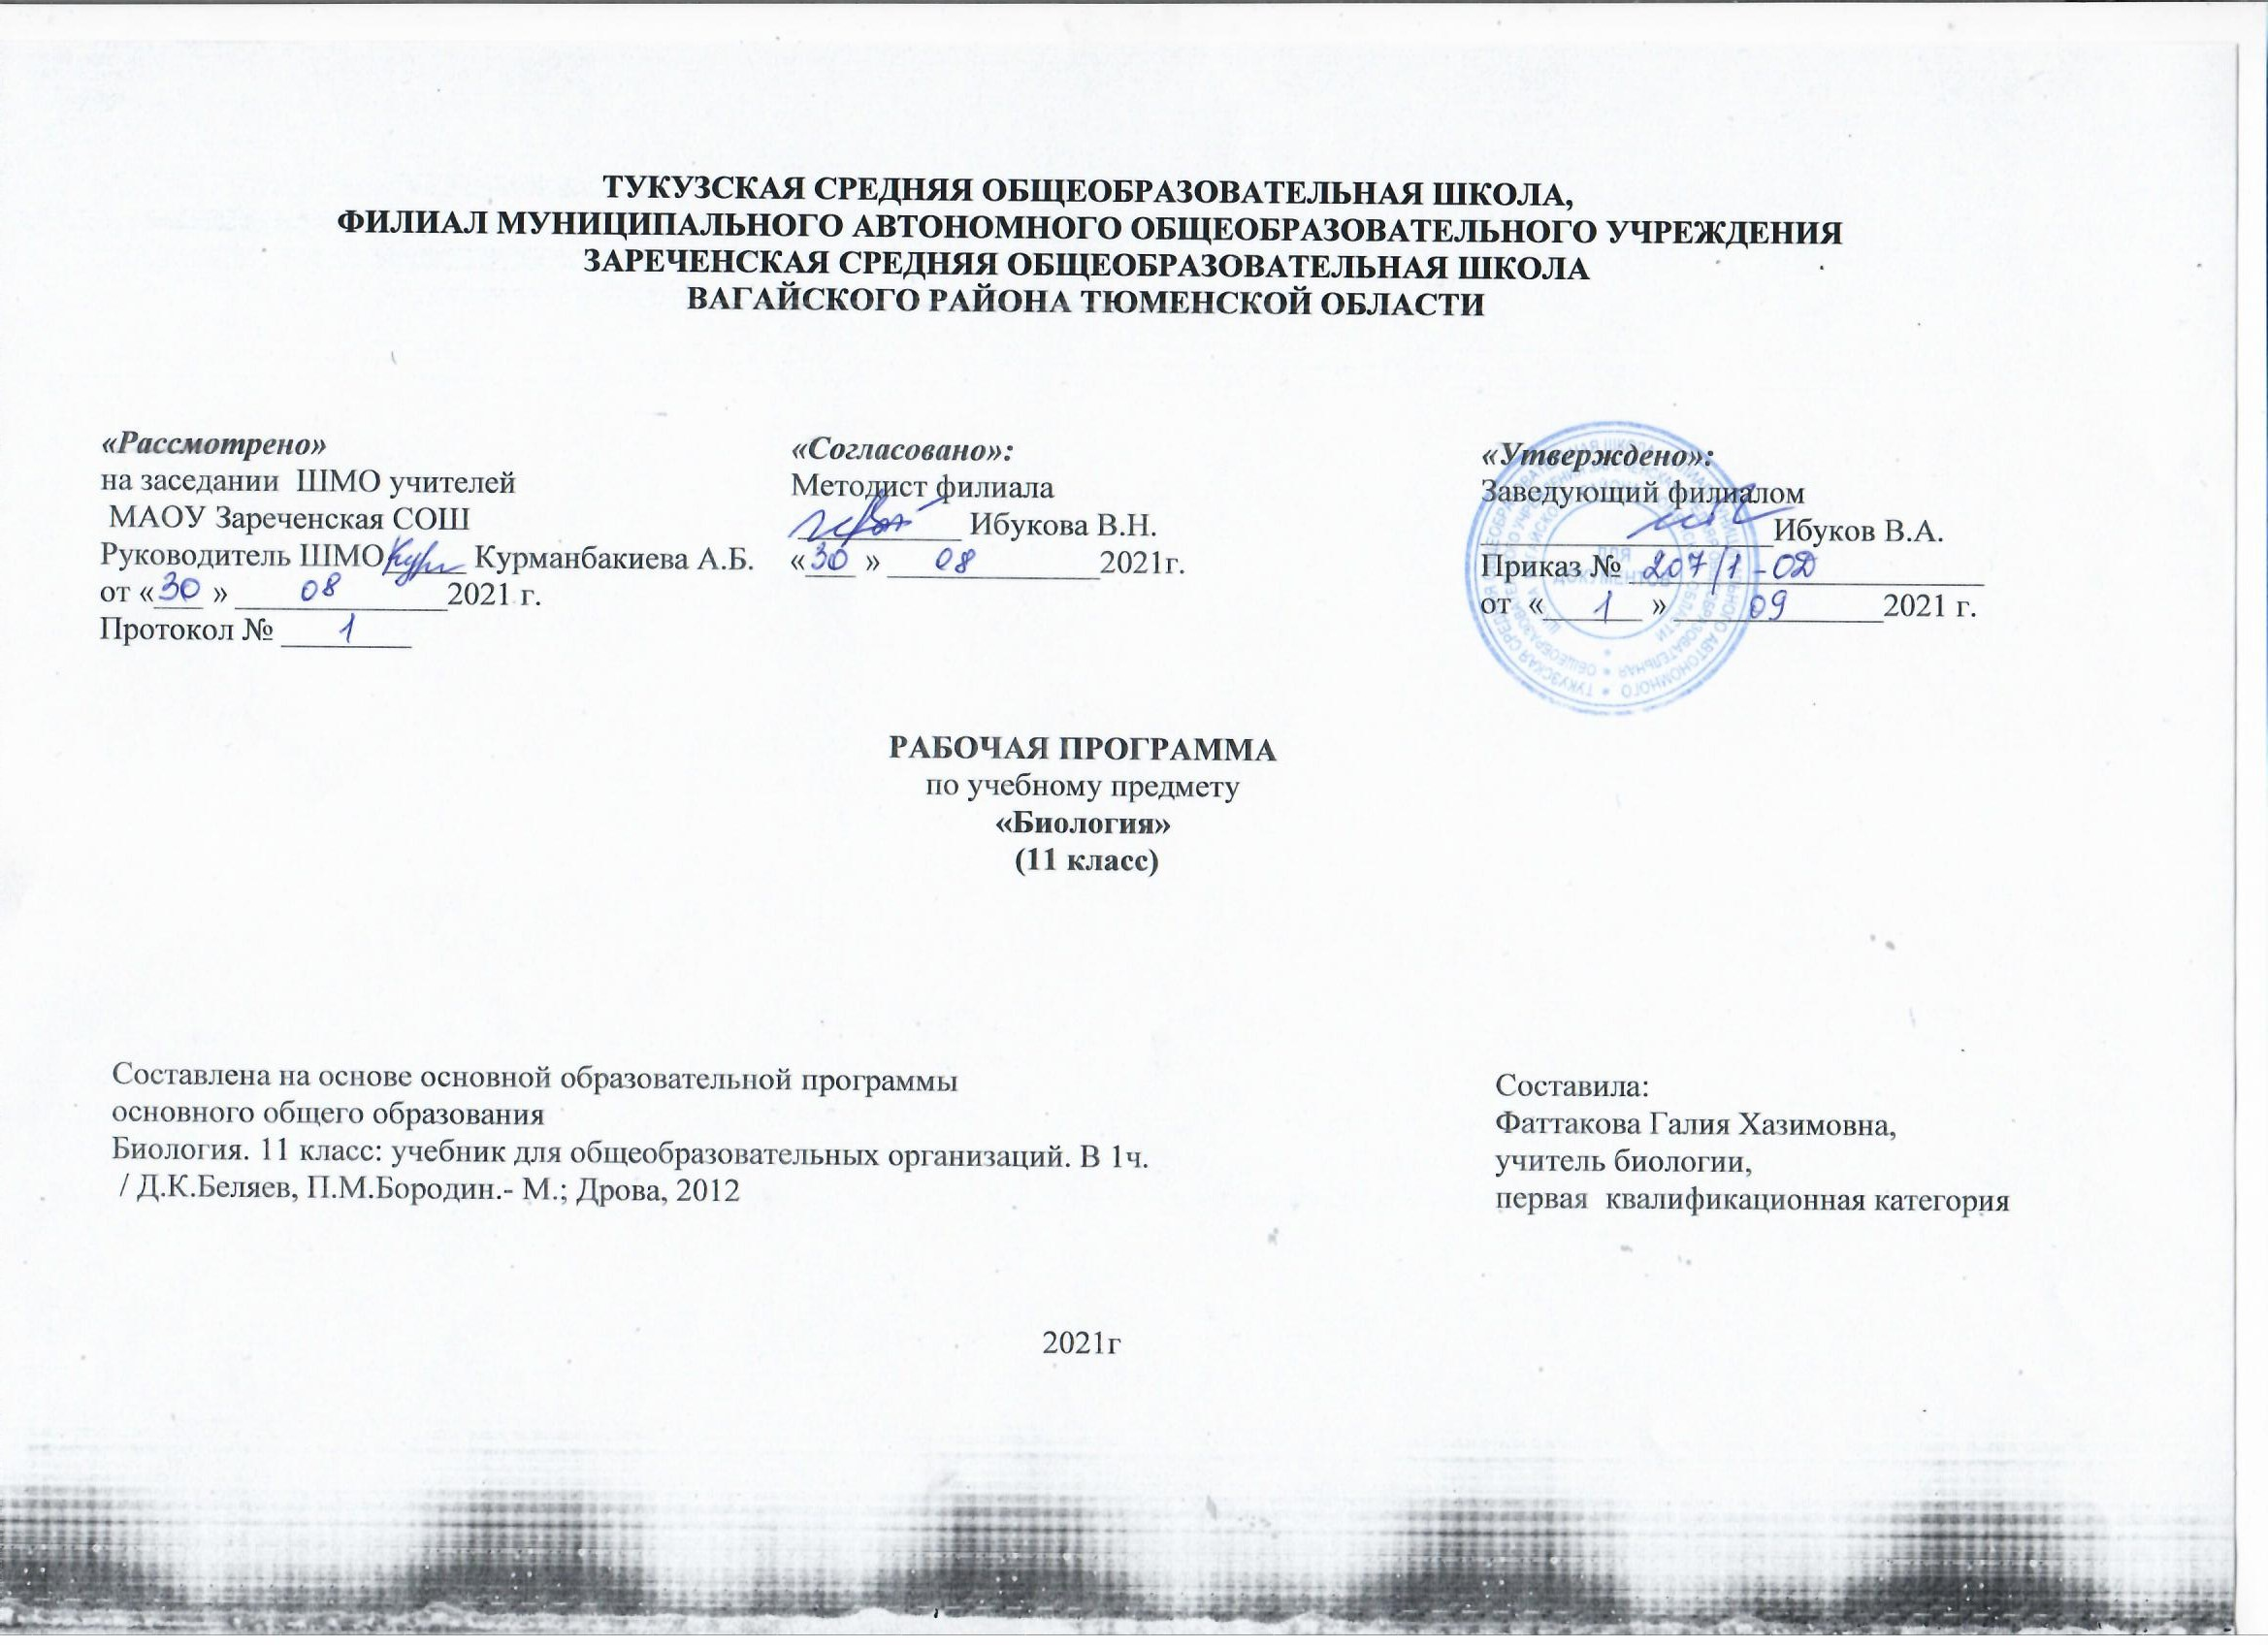 ТУКУЗСКАЯ СРЕДНЯЯ ОБЩЕОБРАЗОВАТЕЛЬНАЯ ШКОЛА,
ФИЛИАЛ МУНИЦИПАЛЬНОГО АВТОНОМНОГО ОБЩЕОБРАЗОВАТЕЛЬНОГО УЧРЕЖДЕНИЯ
ЗАРЕЧЕНСКАЯ СРЕДНЯЯ ОБЩЕОБРАЗОВАТЕЛЬНАЯ ШКОЛА
ВАГАЙСКОГО РАЙОНА ТЮМЕНСКОЙ ОБЛАСТИ
«Рассмотрено»
на заседании ШМО учителей
МАОУ Зареченская СОШ
Руководитель ШМО Курманбакиева А.Б.
от «30 » 08 2021 г.
Протокол № 1
«Согласовано»:
Методист филиала
Ибукова В.Н.
«30 » 08 2021г.
«Утверждено»:
Заведующий филиалом
Ибуков В.А.
Приказ № 207/1-ОД
от « 1 » 09 2021 г.
ДЛЯ
ДОКУМЕНТОВ
РАБОЧАЯ ПРОГРАММА
по учебному предмету
«Биология»
(11 класс)
Составлена на основе основной образовательной программы
основного общего образования
Биология. 11 класс: учебник для общеобразовательных организаций. В 1ч.
/ Д.К.Беляев, П.М.Бородин.- М.; Дрова, 2012
Составила:
Фаттакова Галия Хазимовна,
учитель биологии,
первая квалификационная категория
2021г